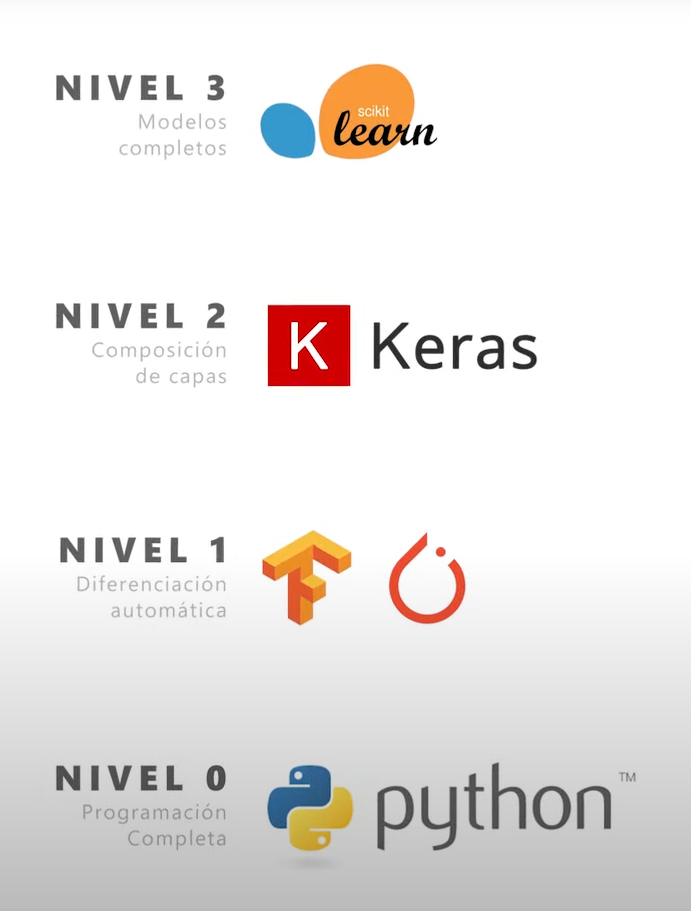 NIVEL 3
Modelos
completos
scikit
learn
NIVEL 2
Composición
de capas
K Keras
NIVEL 1
Diferenciación
automática
NIVEL 0
Programación
Completa
python™